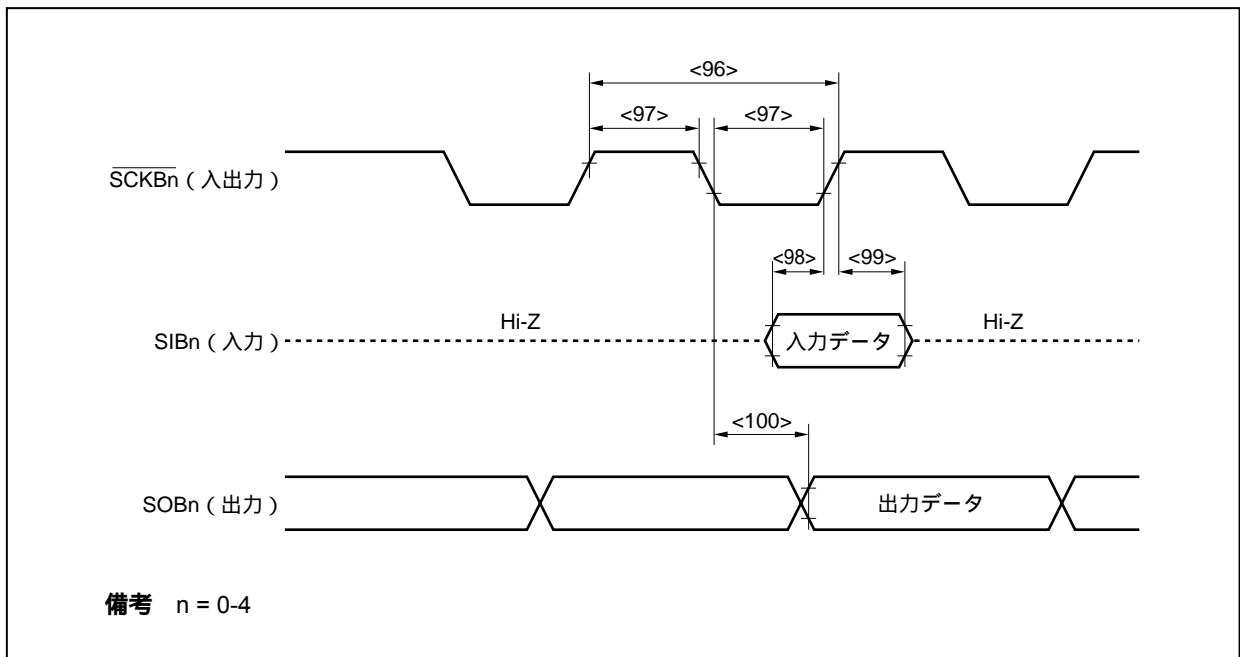 <96>
<97> <97>
S̅C̅K̅B̅n̅（入出力）
<98> <99>
Hi-Z Hi-Z
SIBn（入力） 入力データ
<100>
SOBn（出力） 出力データ
備考 n = 0-4